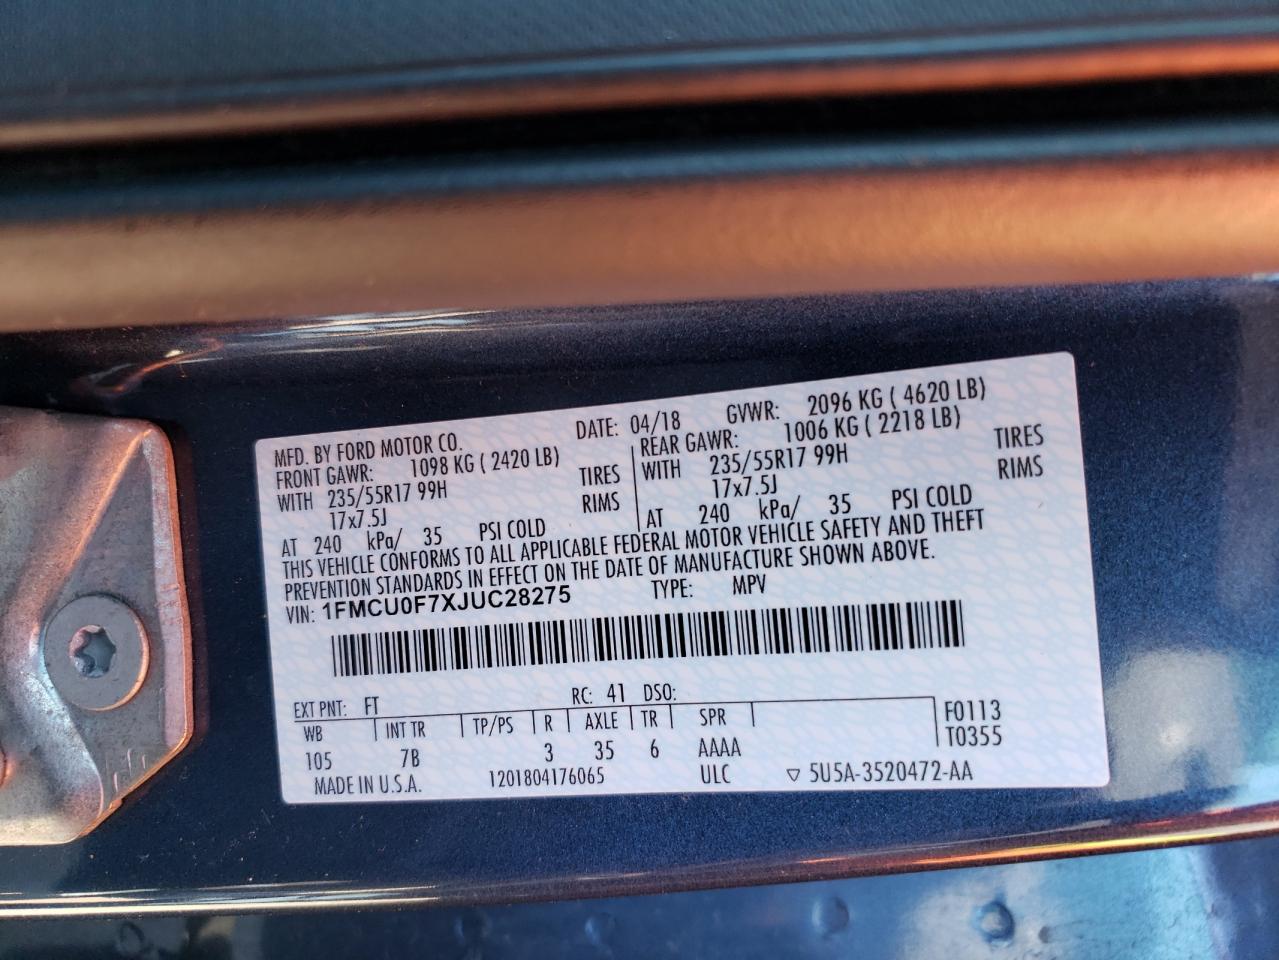 MFD. BY FORD MOTOR CO. DATE: 04/18 GVWR: 2096 KG ( 4620 LB)
FRONT GAWR: 1098 KG ( 2420 LB) REAR GAWR: 1006 KG ( 2218 LB)
WITH 235/55R17 99H TIRES WITH 235/55R17 99H TIRES
17x7.5J RIMS 17x7.5J RIMS
AT 240 kPa/ 35 PSI COLD AT 240 kPa/ 35 PSI COLD
THIS VEHICLE CONFORMS TO ALL APPLICABLE FEDERAL MOTOR VEHICLE SAFETY AND THEFT
PREVENTION STANDARDS IN EFFECT ON THE DATE OF MANUFACTURE SHOWN ABOVE.
VIN: 1FMCU0F7XJUC28275 TYPE: MPV
EXT PNT: FT RC: 41 DSO:
WB INT TR TP/PS R AXLE TR SPR F0113
105 7B 3 35 6 AAAA T0355
MADE IN U.S.A. 1201804176065 ULC ▽ 5U5A-3520472-AA